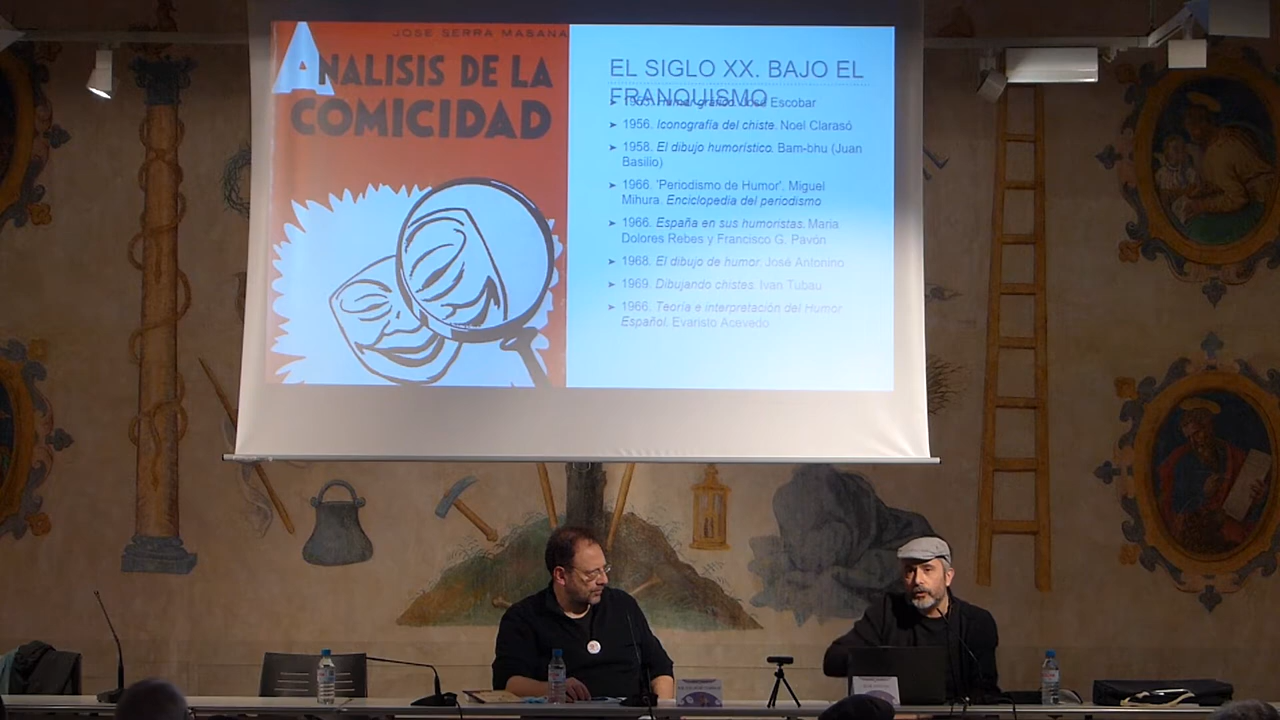 JOSE SERRA MASANA
ANALISIS DE LA
COMICIDAD
EL SIGLO XX. BAJO EL
FRANQUISMO
➤ 1955. Humor gráfico. José Escobar
➤ 1956. Iconografía del chiste. Noel Clarasó
➤ 1958. El dibujo humorístico. Bam-bhu (Juan
Basilio)
➤ 1966. 'Periodismo de Humor'. Miguel
Mihura. Enciclopedia del periodismo
➤ 1966. España en sus humoristas. Maria
Dolores Rebes y Francisco G. Pavón
➤ 1968. El dibujo de humor. José Antonino
➤ 1969. Dibujando chistes. Ivan Tubau
➤ 1966. Teoría e interpretación del Humor
Español. Evaristo Acevedo